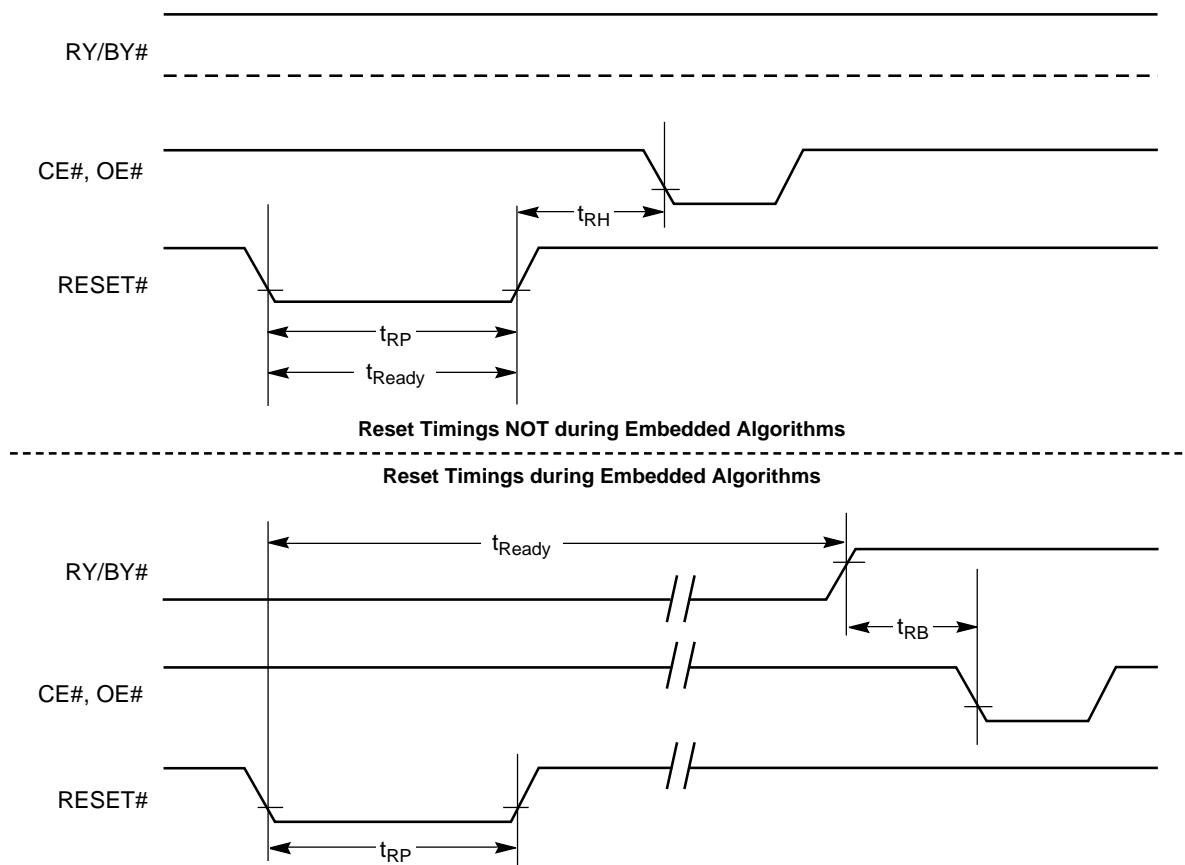 RY/BY#
CE#, OE#
tRH
RESET#
tRP
tReady
Reset Timings NOT during Embedded Algorithms
Reset Timings during Embedded Algorithms
tReady
RY/BY#
tRB
CE#, OE#
RESET#
tRP